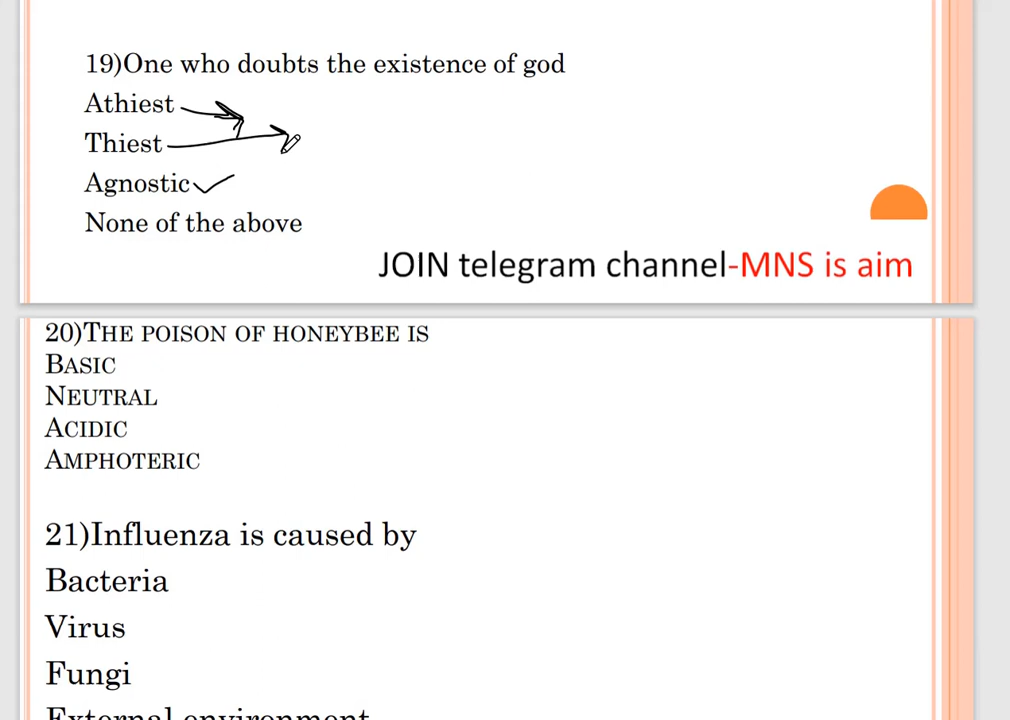 19)One who doubts the existence of god
Athiest
Thiest
Agnostic
None of the above
JOIN telegram channel-MNS is aim
20)THE POISON OF HONEYBEE IS
BASIC
NEUTRAL
ACIDIC
AMPHOTERIC
21)Influenza is caused by
Bacteria
Virus
Fungi
External environment